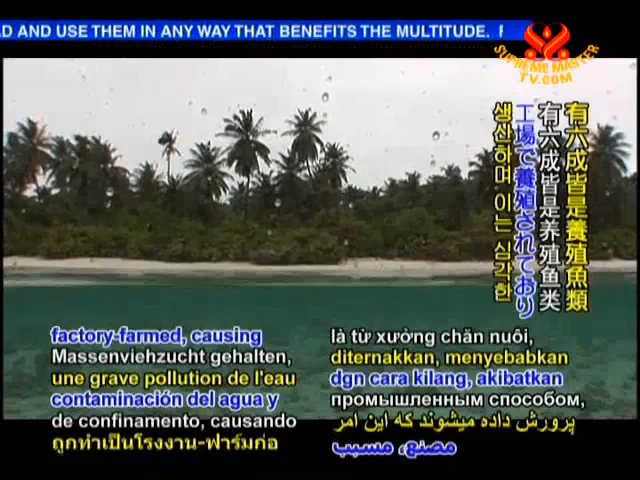 D AND USE THEM IN ANY WAY THAT BENEFITS THE MULTITUDE.
SUPREME MASTER
TV.COM
有六成皆是養殖魚類
有六成皆是养殖鱼类
工場で養殖されており
생산하며 이는 심각한
factory-farmed, causing
Massenviehzucht gehalten,
une grave pollution de l'eau
contaminación del agua y
de confinamento, causando
ถูกทำเป็นโรงงาน-ฟาร์มก่อ
là từ xưởng chăn nuôi,
diternakkan, menyebabkan
dgn cara kilang, akibatkan
промышленным способом,
پرورش داده میشوند که این امر
مصنع، مسبب